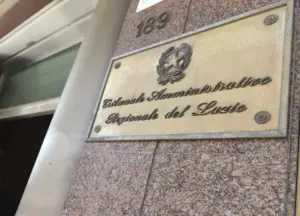 189
Tribunale Amministrativo
Regionale del Lazio